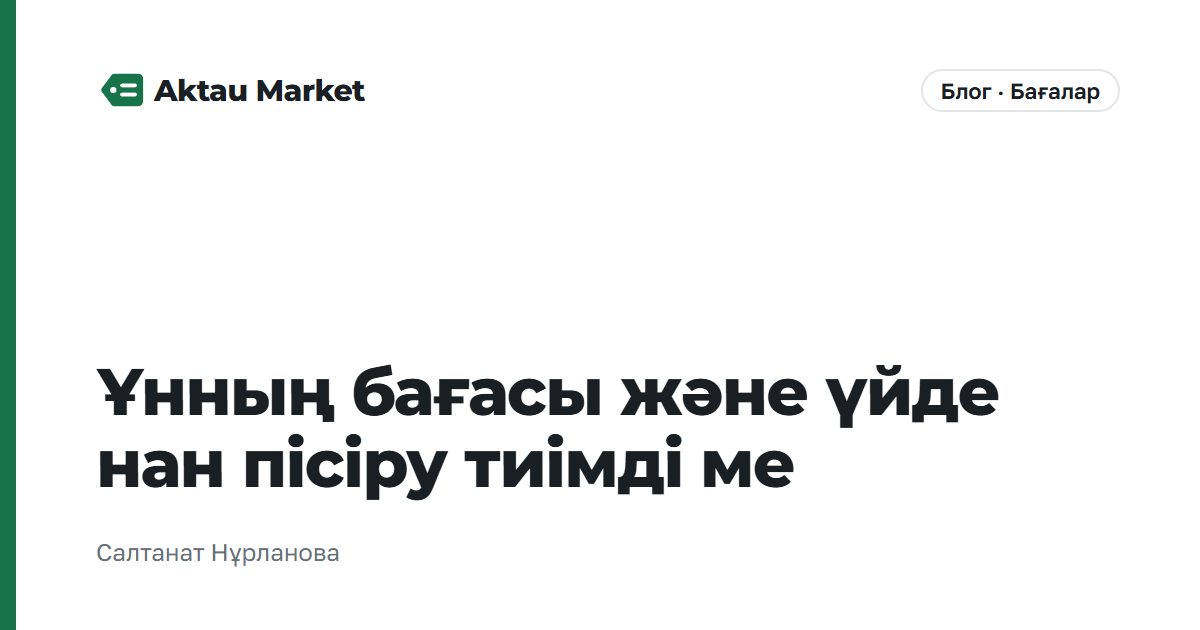 Aktau Market
Блог · Бағалар
Ұнның бағасы және үйде
нан пісіру тиімді ме
Салтанат Нұрланова